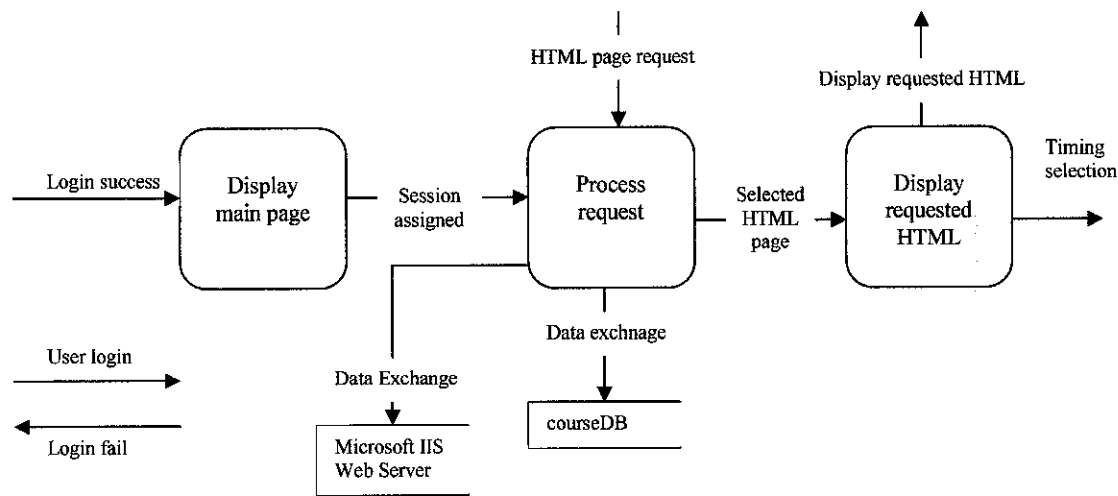 HTML page request
Display requested HTML
Timing
selection
Login success
Display
main page
Session
assigned
Process
request
Selected
HTML
page
Display
requested
HTML
Data exchnage
User login
Data Exchange
Login fail
Microsoft IIS
Web Server
courseDB